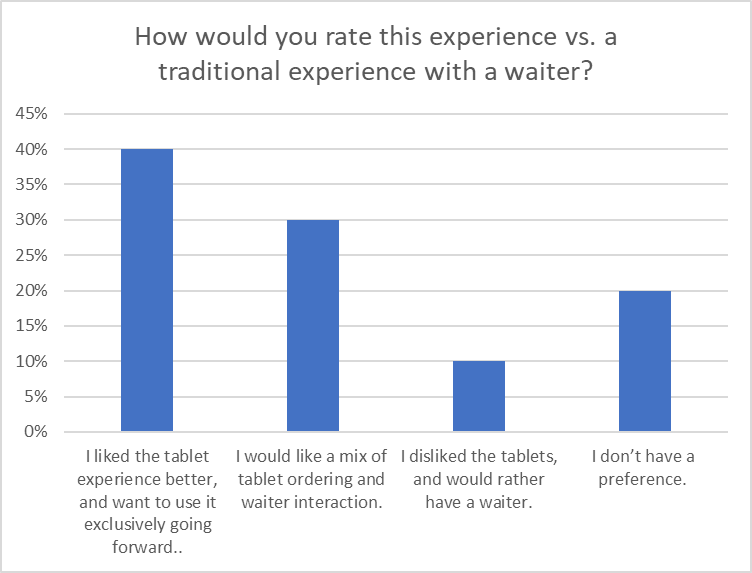 How would you rate this experience vs. a
traditional experience with a waiter?
45%
40%
35%
30%
25%
20%
15%
10%
5%
0%
I liked the tablet
experience better,
and want to use it
exclusively going
forward..
I would like a mix of
tablet ordering and
waiter interaction.
I disliked the tablets,
and would rather
have a waiter.
I don’t have a
preference.